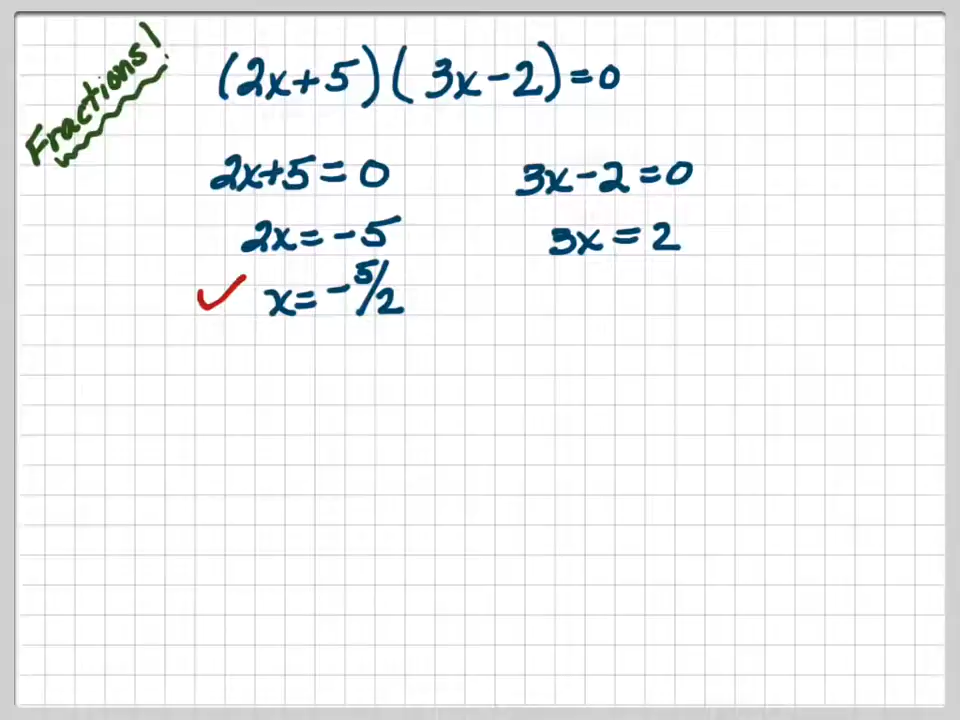 Fractions!
(2x+5)(3x-2)=0
2x+5=0
2x=-5
x=-5/2
3x-2=0
3x=2